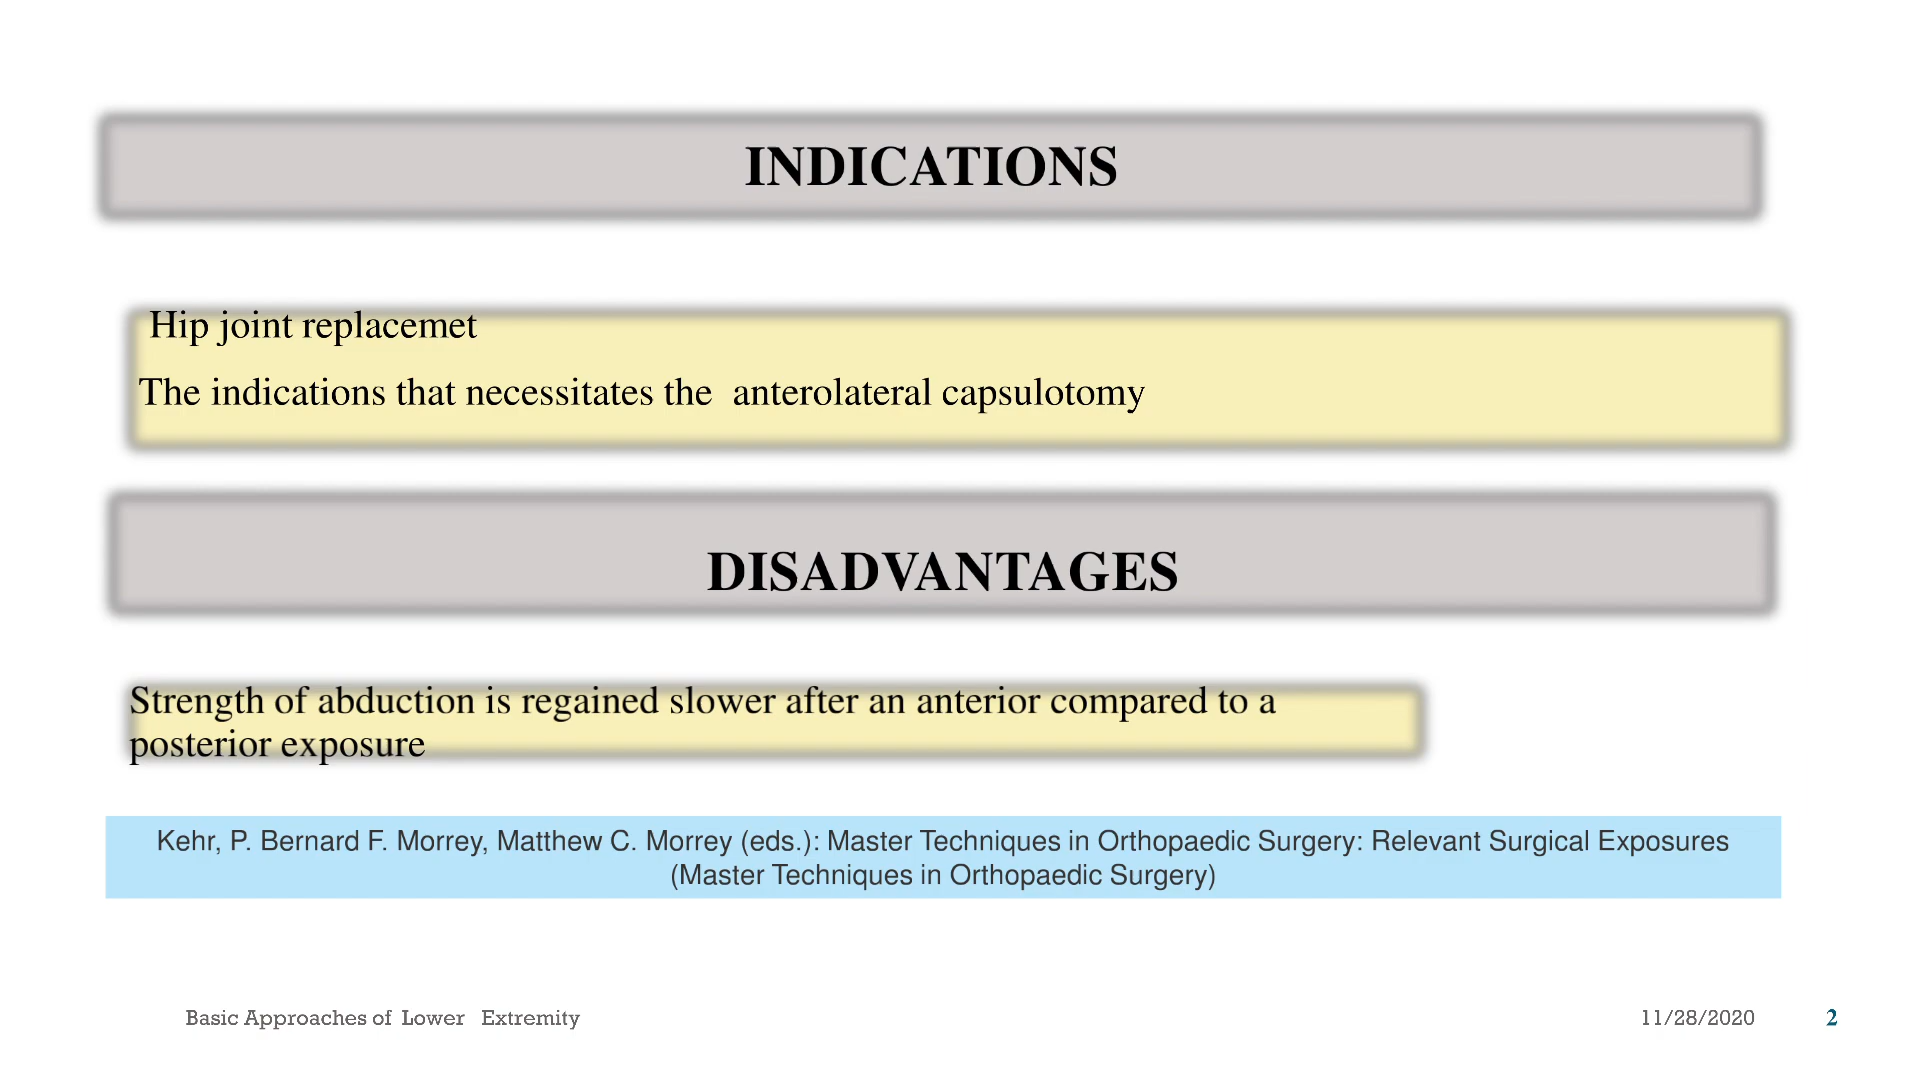 INDICATIONS
Hip joint replacemet
The indications that necessitates the  anterolateral capsulotomy
DISADVANTAGES
Strength of abduction is regained slower after an anterior compared to a
posterior exposure
Kehr, P. Bernard F. Morrey, Matthew C. Morrey (eds.): Master Techniques in Orthopaedic Surgery: Relevant Surgical Exposures
(Master Techniques in Orthopaedic Surgery)
Basic Approaches of Lower Extremity
11/28/2020
2